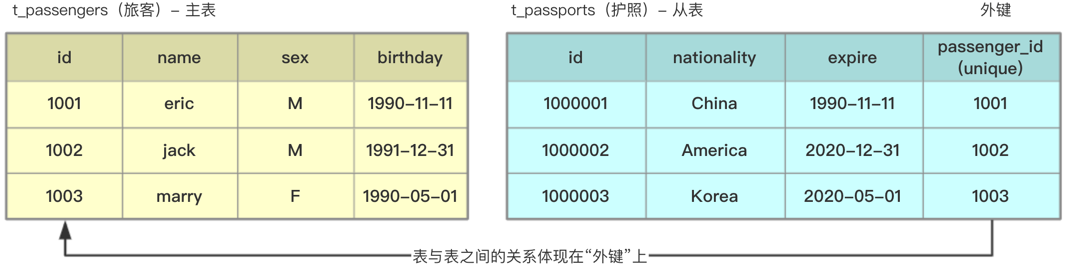 t_passengers（旅客）– 主表 t_passports（护照）– 从表 外键
id name sex birthday id nationality expire passenger_id
(unique)
1001 eric M 1990–11–11 1000001 China 1990–11–11 1001
1002 jack M 1991–12–31 1000002 America 2020–12–31 1002
1003 marry F 1990–05–01 1000003 Korea 2020–05–01 1003
表与表之间的关系体现在“外键”上